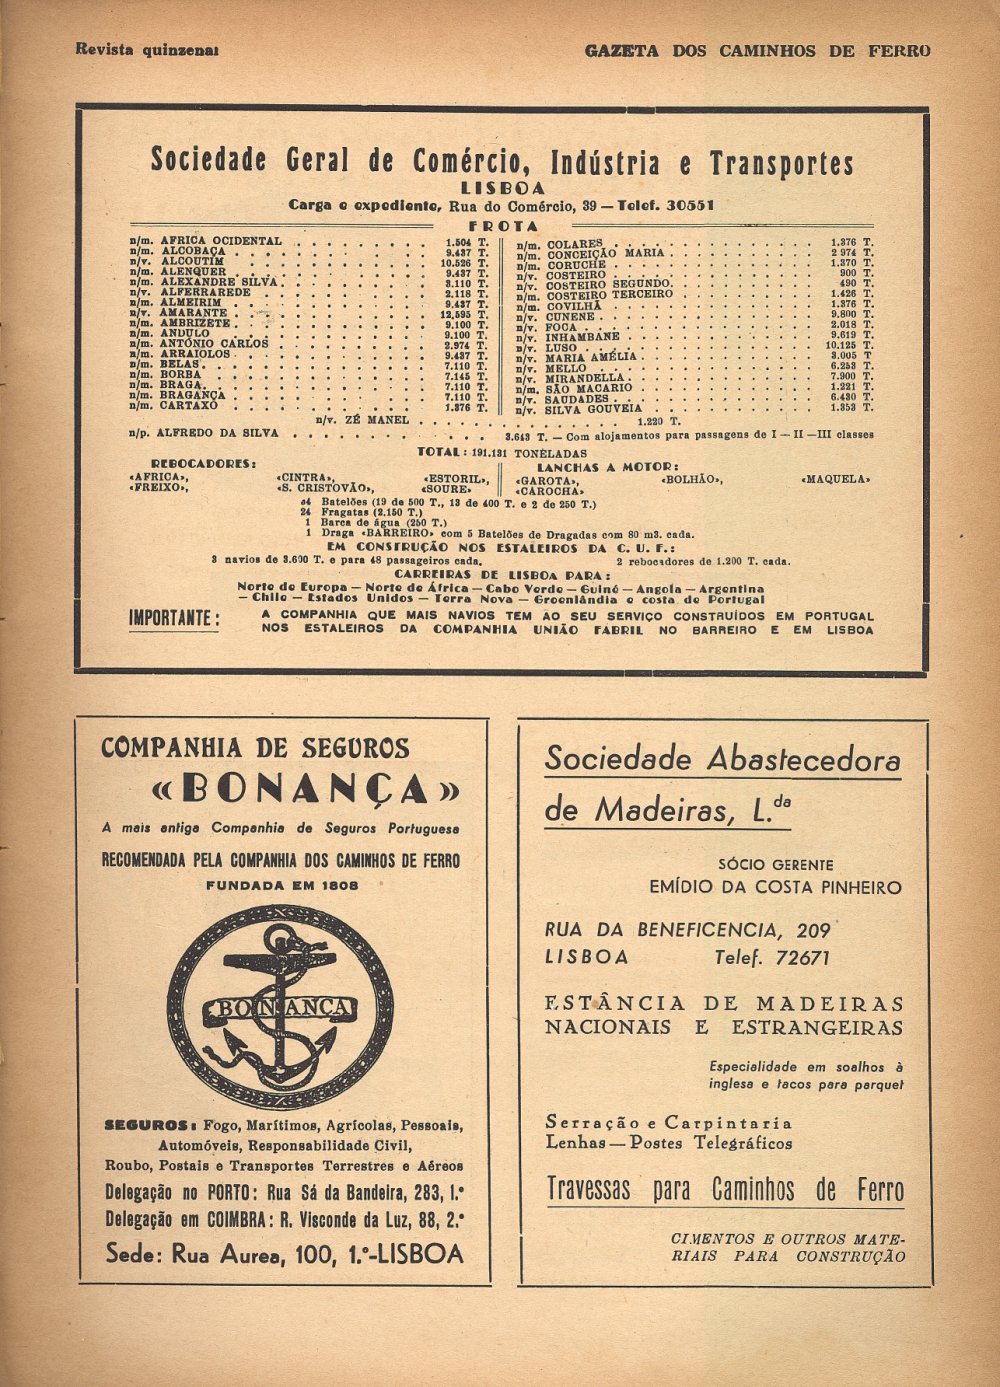 Revista quinzenal
GAZETA DOS CAMINHOS DE FERRO
Sociedade Geral de Comércio, Indústria e Transportes
LISBOA
Carga e expediente, Rua do Comércio, 39 — Telef. 30551
FROTA
n/m. AFRICA OCIDENTAL . . . . . . . . . 1.504 T.
n/m. ALCOBAÇA . . . . . . . . . 9.437 T.
n/v. ALCOUTIM . . . . . . . . . 10.526 T.
n/m. ALENQUER . . . . . . . . . 9.437 T.
n/m. ALEXANDRE SILVA . . . . . . . . . 3.110 T.
n/v. ALFERRAREDE . . . . . . . . . 2.118 T.
n/m. ALMEIRIM . . . . . . . . . 9.437 T.
n/v. AMARANTE . . . . . . . . . 12,595 T.
n/m. AMBRIZETE . . . . . . . . . 9.100 T.
n/m. ANDULO . . . . . . . . . 9.100 T.
n/m. ANTÓNIO CARLOS . . . . . . . . . 2.974 T.
n/m. ARRAIOLOS . . . . . . . . . 9.437 T.
n/m. BELAS . . . . . . . . . 7.110 T.
n/m. BORBA . . . . . . . . . 7.145 T.
n/m. BRAGA . . . . . . . . . 7.110 T.
n/m. BRAGANÇA . . . . . . . . . 7.110 T.
n/m. CARTAXO . . . . . . . . . 1.376 T.
n/m. COLARES . . . . . . . . . 1.376 T.
n/m. CONCEIÇÃO MARIA . . . . . . . . . 2 974 T.
n/m. CORUCHE . . . . . . . . . 1.370 T.
n/v. COSTEIRO . . . . . . . . . 900 T.
n/v. COSTEIRO SEGUNDO . . . . . . . . . 490 T.
n/m. COSTEIRO TERCEIRO . . . . . . . . . 1.426 T.
n/m. COVILHÃ . . . . . . . . . 1.376 T.
n/v. CUNENE . . . . . . . . . 9.800 T.
n/v. FOCA . . . . . . . . . 2.018 T.
n/v. INHAMBANE . . . . . . . . . 9.619 T.
n/v. LUSO . . . . . . . . . 10.125 T.
n/v. MARIA AMÉLIA . . . . . . . . . 3.005 T
n/v. MELLO . . . . . . . . . 6.253 T.
n/v. MIRANDELLA . . . . . . . . . 7.900 T.
n/m. SÃO MACARIO . . . . . . . . . 1.221 T.
n/v. SAUDADES . . . . . . . . . 6.430 T.
n/v. SILVA GOUVEIA . . . . . . . . . 1.353 T.
n/v. ZÉ MANEL . . . . . . . . . 1.220 T.
n/p. ALFREDO DA SILVA . . . . . . . . . 3.643 T. — Com alojamentos para passagens de I — II — III classes
TOTAL: 191.131 TONELADAS
REBOCADORES:
«AFRICA», «CINTRA», «ESTORIL»,
«FREIXO», «S. CRISTOVÃO», «SOURE»
LANCHAS A MOTOR:
«GAROTA», «BOLHÃO», «MAQUELA»
«CAROCHA»
34 Batelões (19 de 500 T., 13 de 400 T. e 2 de 250 T.)
24 Fragatas (2.150 T.)
1 Barca de água (250 T.)
1 Draga «BARREIRO» com 5 Batelões de Dragadas com 80 m3. cada.
EM CONSTRUÇÃO NOS ESTALEIROS DA C. U. F.:
3 navios de 3.600 T. e para 48 passageiros cada. 2 rebocadores de 1.200 T. cada.
CARREIRAS DE LISBOA PARA:
Norte de Europa — Norte de África — Cabo Verde — Guiné — Angola — Argentina
— Chile — Estados Unidos — Terra Nova — Groenlândia e costa de Portugal
IMPORTANTE: A COMPANHIA QUE MAIS NAVIOS TEM AO SEU SERVIÇO CONSTRUÍDOS EM PORTUGAL
NOS ESTALEIROS DA COMPANHIA UNIÃO FABRIL NO BARREIRO E EM LISBOA
COMPANHIA DE SEGUROS
«BONANÇA»
A mais antiga Companhia de Seguros Portuguesa
RECOMENDADA PELA COMPANHIA DOS CAMINHOS DE FERRO
FUNDADA EM 1808
BONANÇA
SEGUROS: Fogo, Marítimos, Agrícolas, Pessoais,
Automóveis, Responsabilidade Civil,
Roubo, Postais e Transportes Terrestres e Aéreos
Delegação no PORTO: Rua Sá da Bandeira, 283, 1.º
Delegação em COIMBRA: R. Visconde da Luz, 88, 2.º
Sede: Rua Aurea, 100, 1.º-LISBOA
Sociedade Abastecedora
de Madeiras, L.da
SÓCIO GERENTE
EMÍDIO DA COSTA PINHEIRO
RUA DA BENEFICENCIA, 209
LISBOA Telef. 72671
ESTÂNCIA DE MADEIRAS
NACIONAIS E ESTRANGEIRAS
Especialidade em soalhos à
inglesa e tacos para parquet
Serração e Carpintaria
Lenhas — Postes Telegráficos
Travessas para Caminhos de Ferro
CIMENTOS E OUTROS MATE-
RIAIS PARA CONSTRUÇÃO